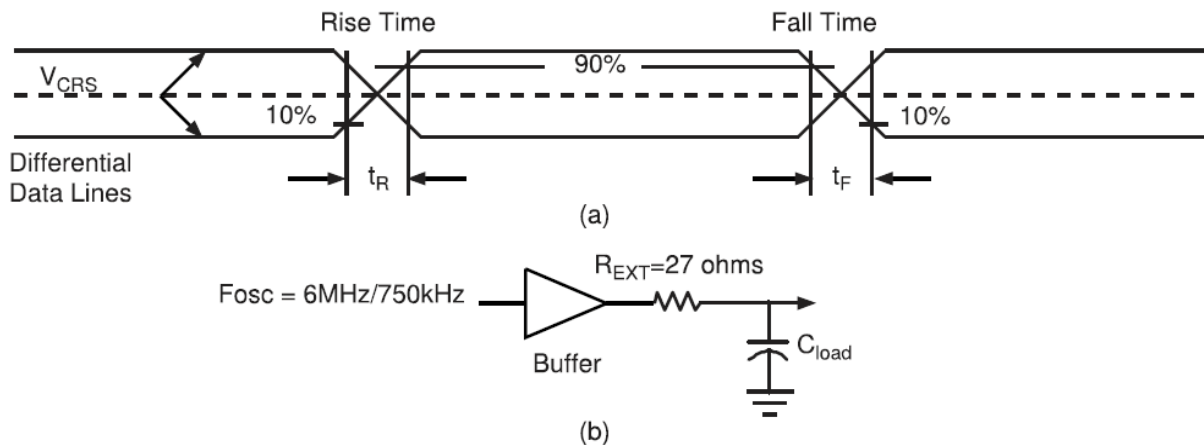 Rise Time
Fall Time
V_CRS
90%
10%
10%
Differential
Data Lines
t_R
t_F
(a)
R_EXT=27 ohms
Fosc = 6MHz/750kHz
Buffer
C_load
(b)